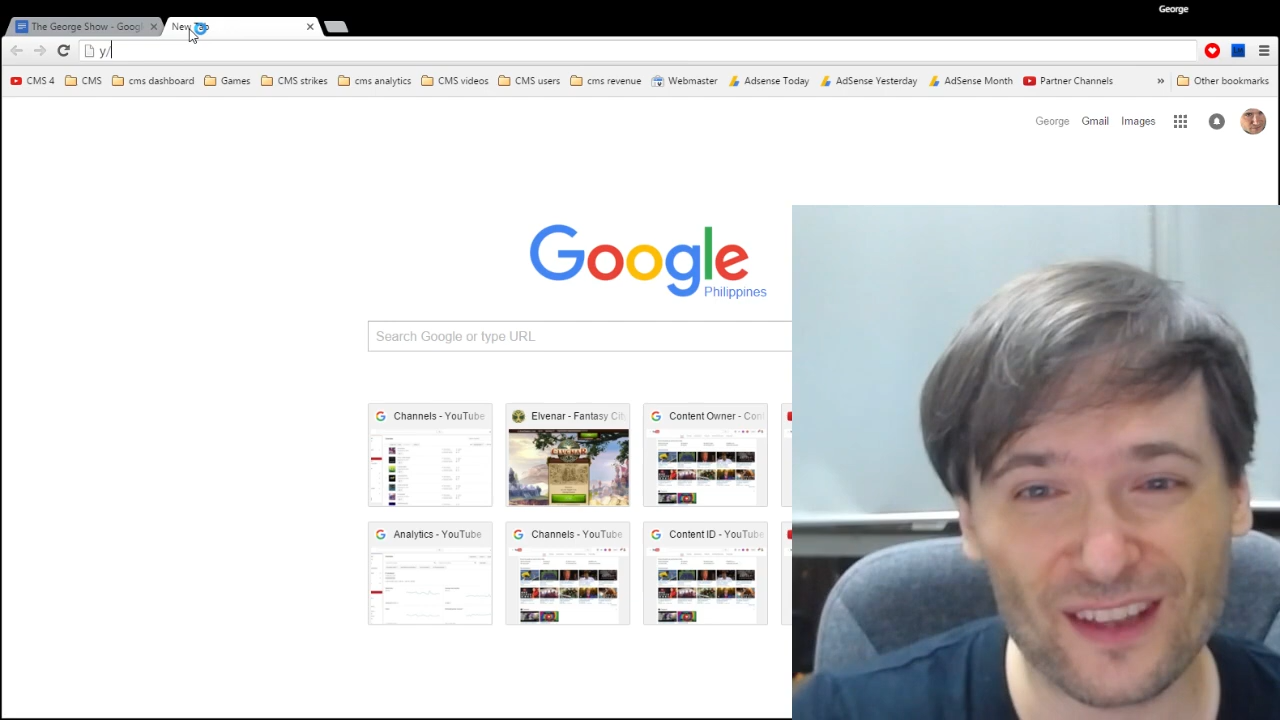 George
The George Show - Googl
New Tab
y/
CMS 4 CMS cms dashboard Games CMS strikes cms analytics CMS videos CMS users cms revenue Webmaster Adsense Today AdSense Yesterday AdSense Month Partner Channels » Other bookmarks
George Gmail Images
Google
Philippines
Search Google or type URL
Channels - YouTube
Elvenar - Fantasy Cit
Content Owner - Con
Analytics - YouTube
Channels - YouTube
Content ID - YouTube